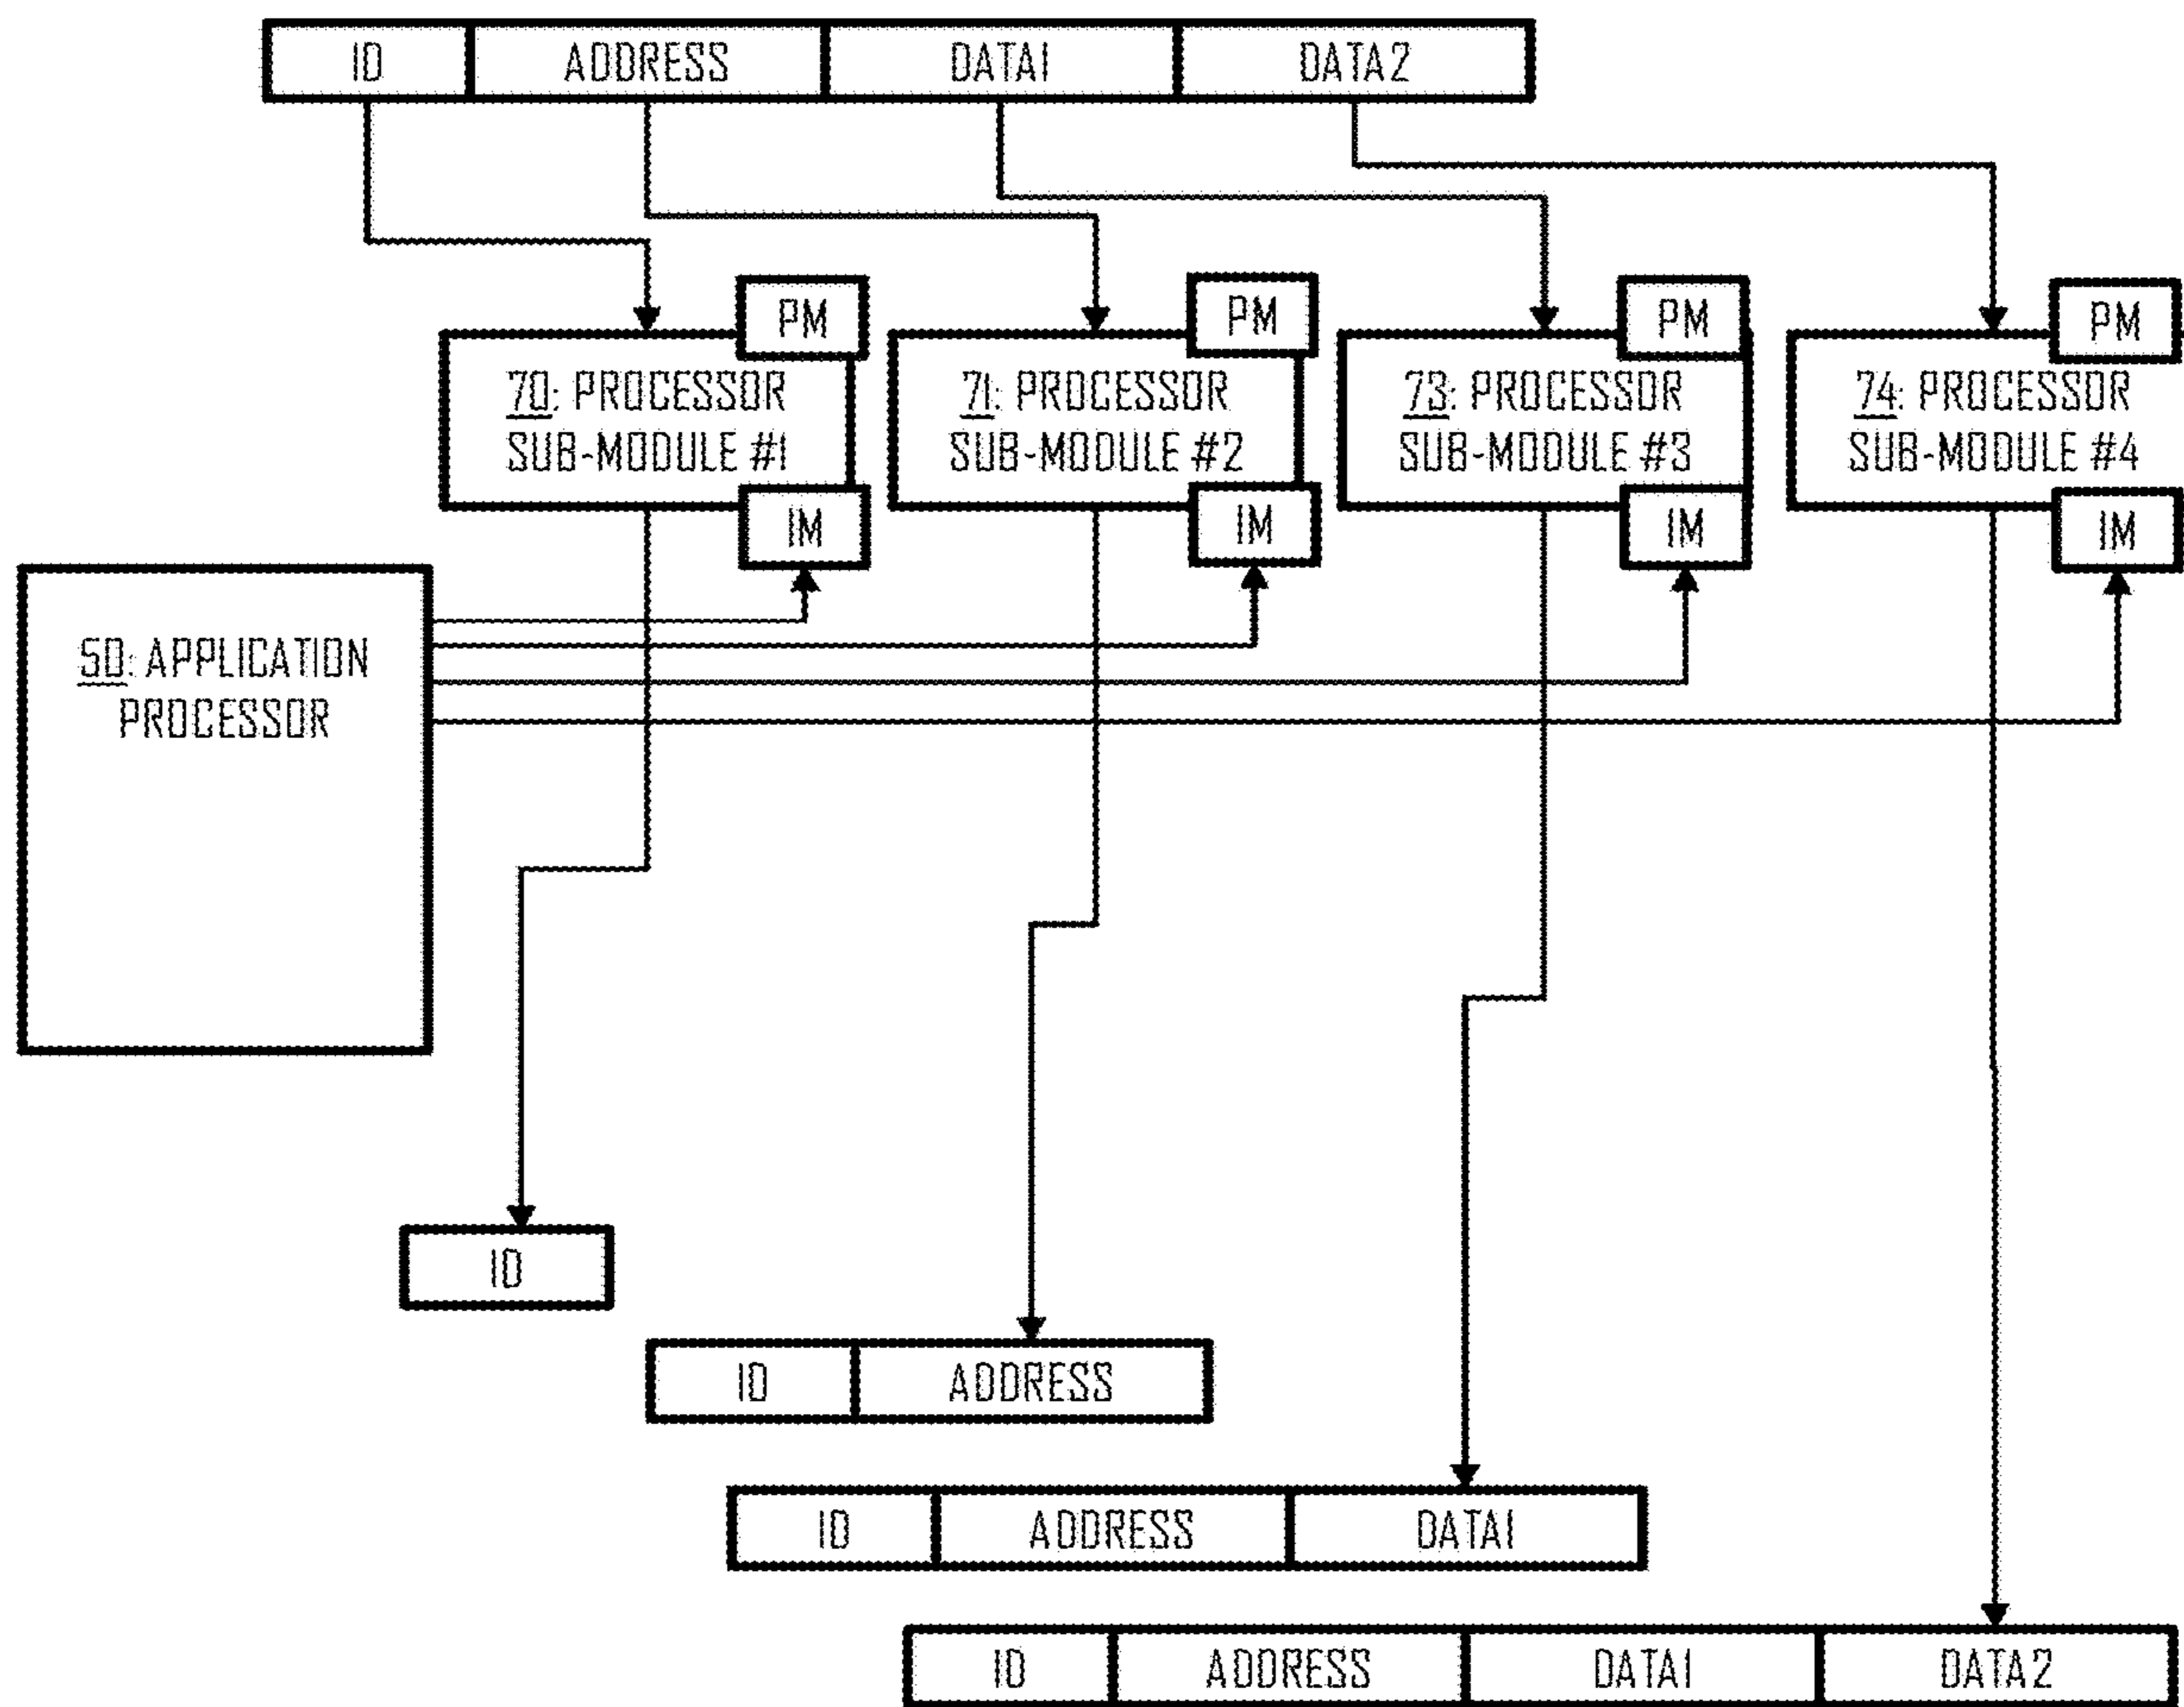 ID ADDRESS DATA1 DATA2
PM PM PM PM
70: PROCESSOR
SUB-MODULE #1
71: PROCESSOR
SUB-MODULE #2
73: PROCESSOR
SUB-MODULE #3
74: PROCESSOR
SUB-MODULE #4
IM IM IM IM
50: APPLICATION
PROCESSOR
ID
ID ADDRESS
ID ADDRESS DATA1
ID ADDRESS DATA1 DATA2